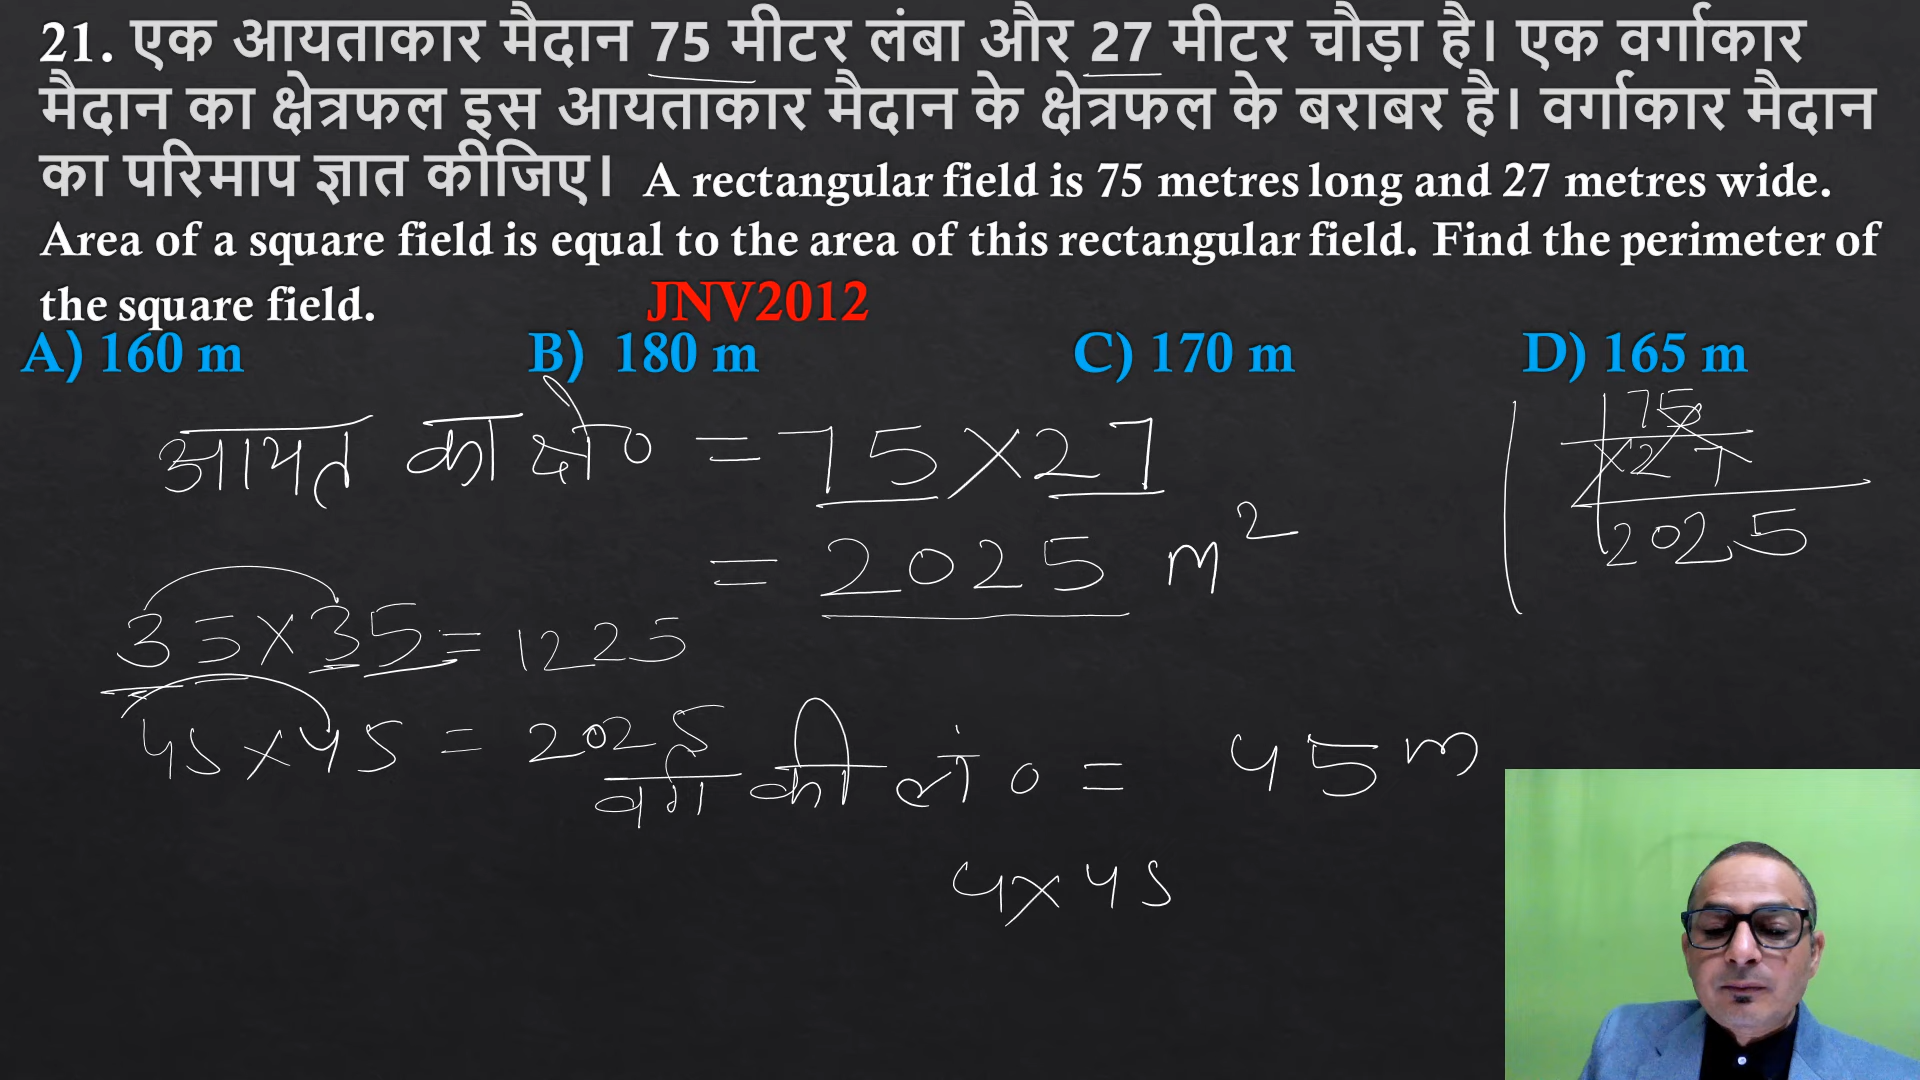 21. एक आयताकार मैदान 75 मीटर लंबा और 27 मीटर चौड़ा है। एक वर्गाकार
मैदान का क्षेत्रफल इस आयताकार मैदान के क्षेत्रफल के बराबर है। वर्गाकार मैदान
का परिमाप ज्ञात कीजिए। A rectangular field is 75 metres long and 27 metres wide.
Area of a square field is equal to the area of this rectangular field. Find the perimeter of
the square field. JNV2012
A) 160 m B) 180 m C) 170 m D) 165 m
आयत का क्षे० = 75×27
= 2025 m²
75
×27
2025
35×35 = 1225
45×45 = 2025
वर्ग की लं० = 45 m
4×45